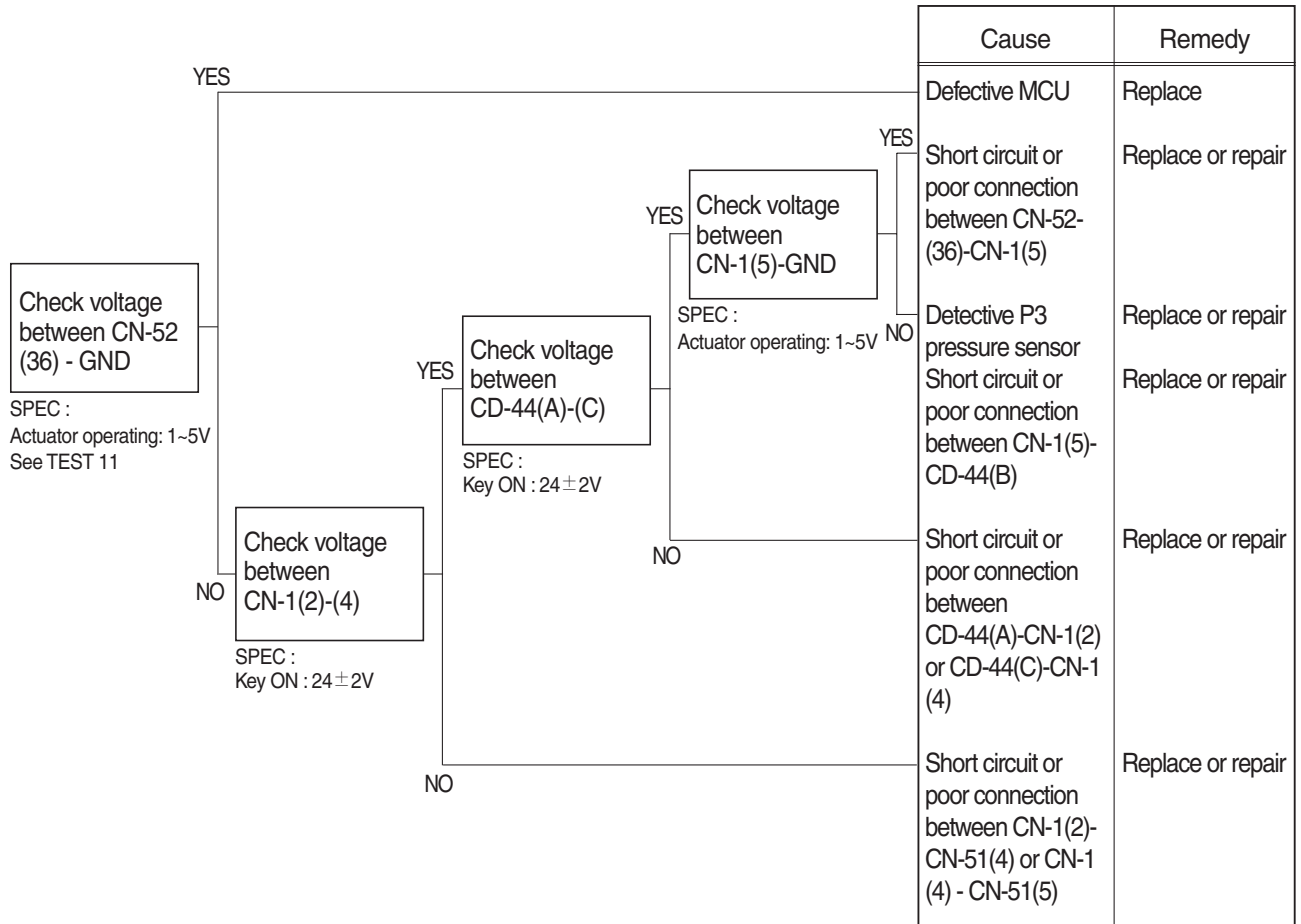 Cause
Remedy
YES
Defective MCU
Replace
YES
Short circuit or
poor connection
between CN-52-
(36)-CN-1(5)
Replace or repair
YES
Check voltage
between
CN-1(5)-GND
SPEC :
Actuator operating: 1~5V
NO
Detective P3
pressure sensor
Replace or repair
Short circuit or
poor connection
between CN-1(5)-
CD-44(B)
Replace or repair
Check voltage
between CN-52
(36) - GND
SPEC :
Actuator operating: 1~5V
See TEST 11
YES
Check voltage
between
CD-44(A)-(C)
SPEC :
Key ON : 24±2V
NO
Short circuit or
poor connection
between
CD-44(A)-CN-1(2)
or CD-44(C)-CN-1
(4)
Replace or repair
NO
Check voltage
between
CN-1(2)-(4)
SPEC :
Key ON : 24±2V
NO
Short circuit or
poor connection
between CN-1(2)-
CN-51(4) or CN-1
(4) - CN-51(5)
Replace or repair